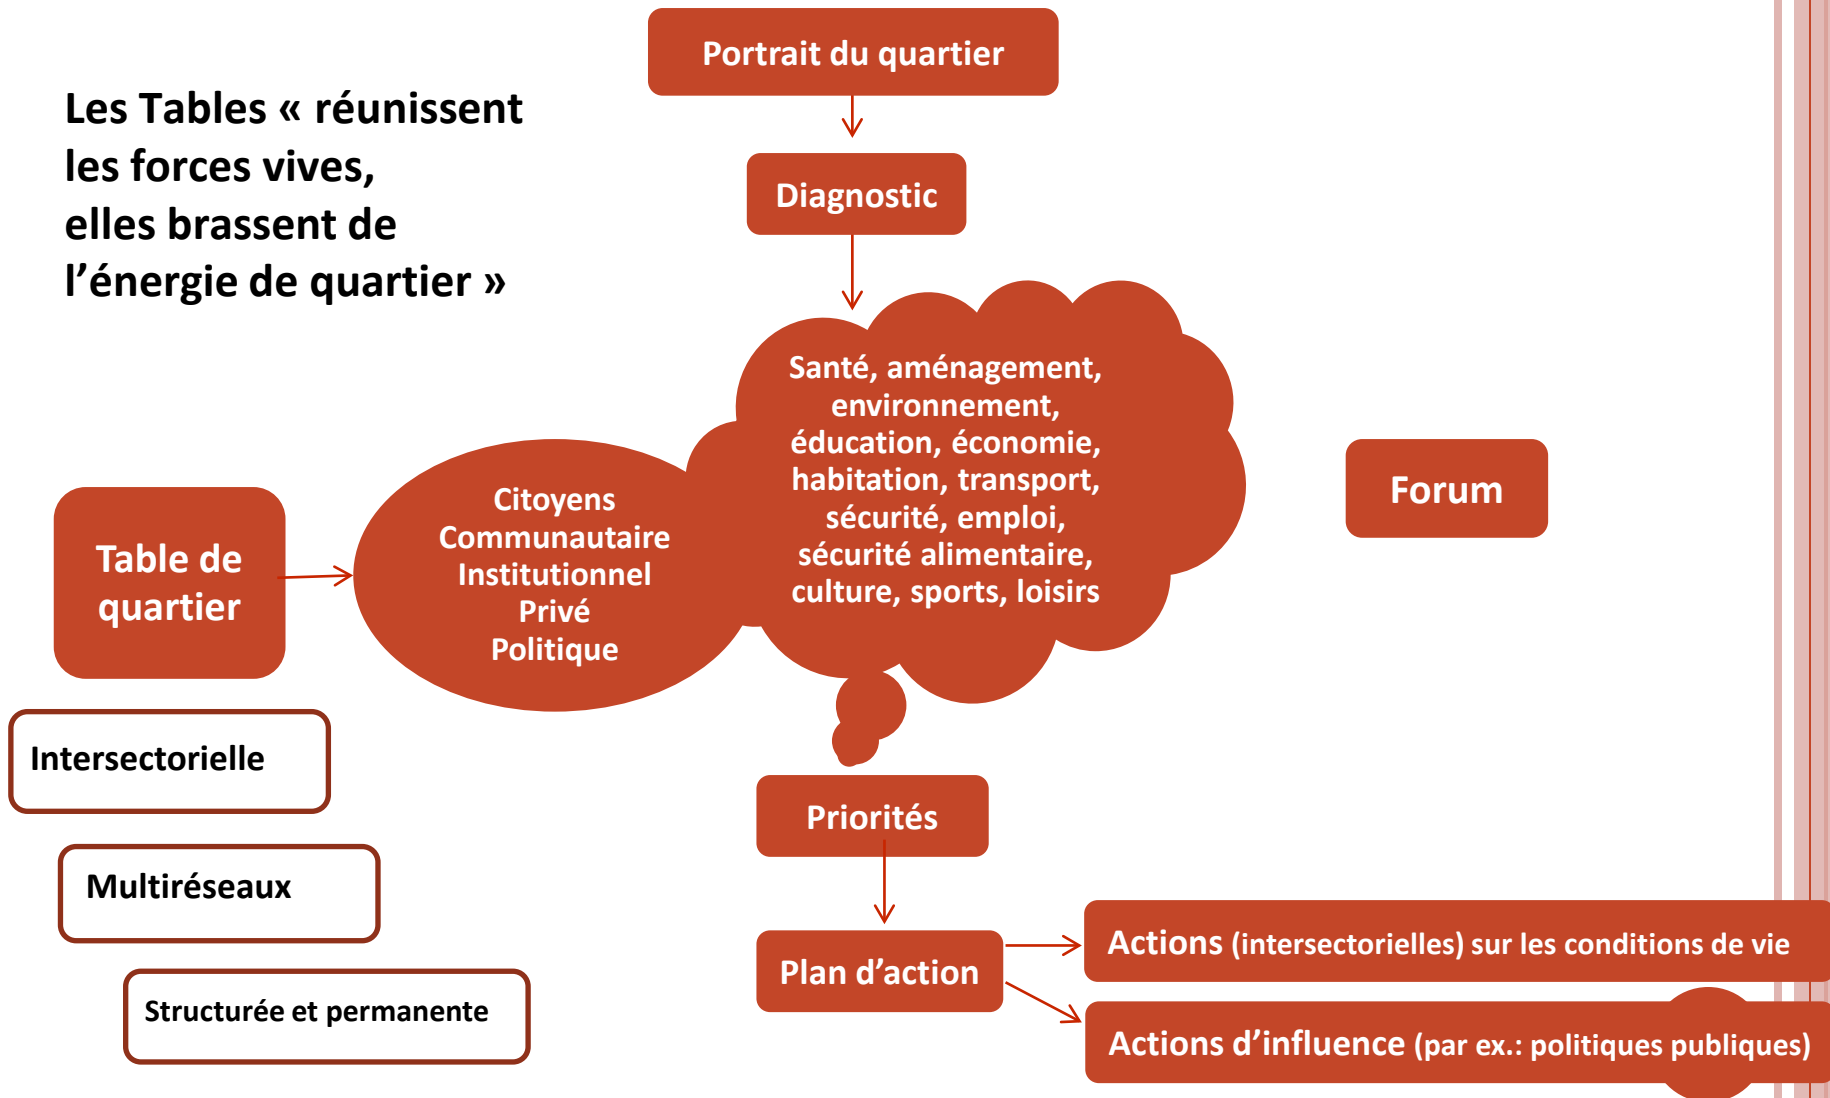 Portrait du quartier
Les Tables « réunissent
les forces vives,
elles brassent de
l’énergie de quartier »
Diagnostic
Santé, aménagement,
environnement,
éducation, économie,
habitation, transport,
sécurité, emploi,
sécurité alimentaire,
culture, sports, loisirs
Forum
Citoyens
Communautaire
Institutionnel
Privé
Politique
Table de
quartier
Intersectorielle
Multiréseaux
Structurée et permanente
Priorités
Plan d’action
Actions (intersectorielles) sur les conditions de vie
Actions d’influence (par ex.: politiques publiques)